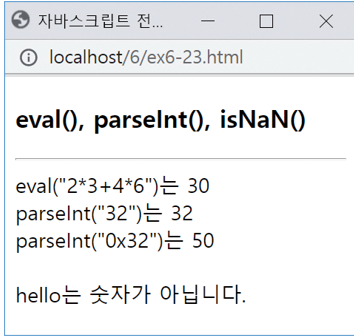 자바스크립트 전...
localhost/6/ex6-23.html
eval(), parseInt(), isNaN()
eval("2*3+4*6")는 30
parseInt("32")는 32
parseInt("0x32")는 50
hello는 숫자가 아닙니다.